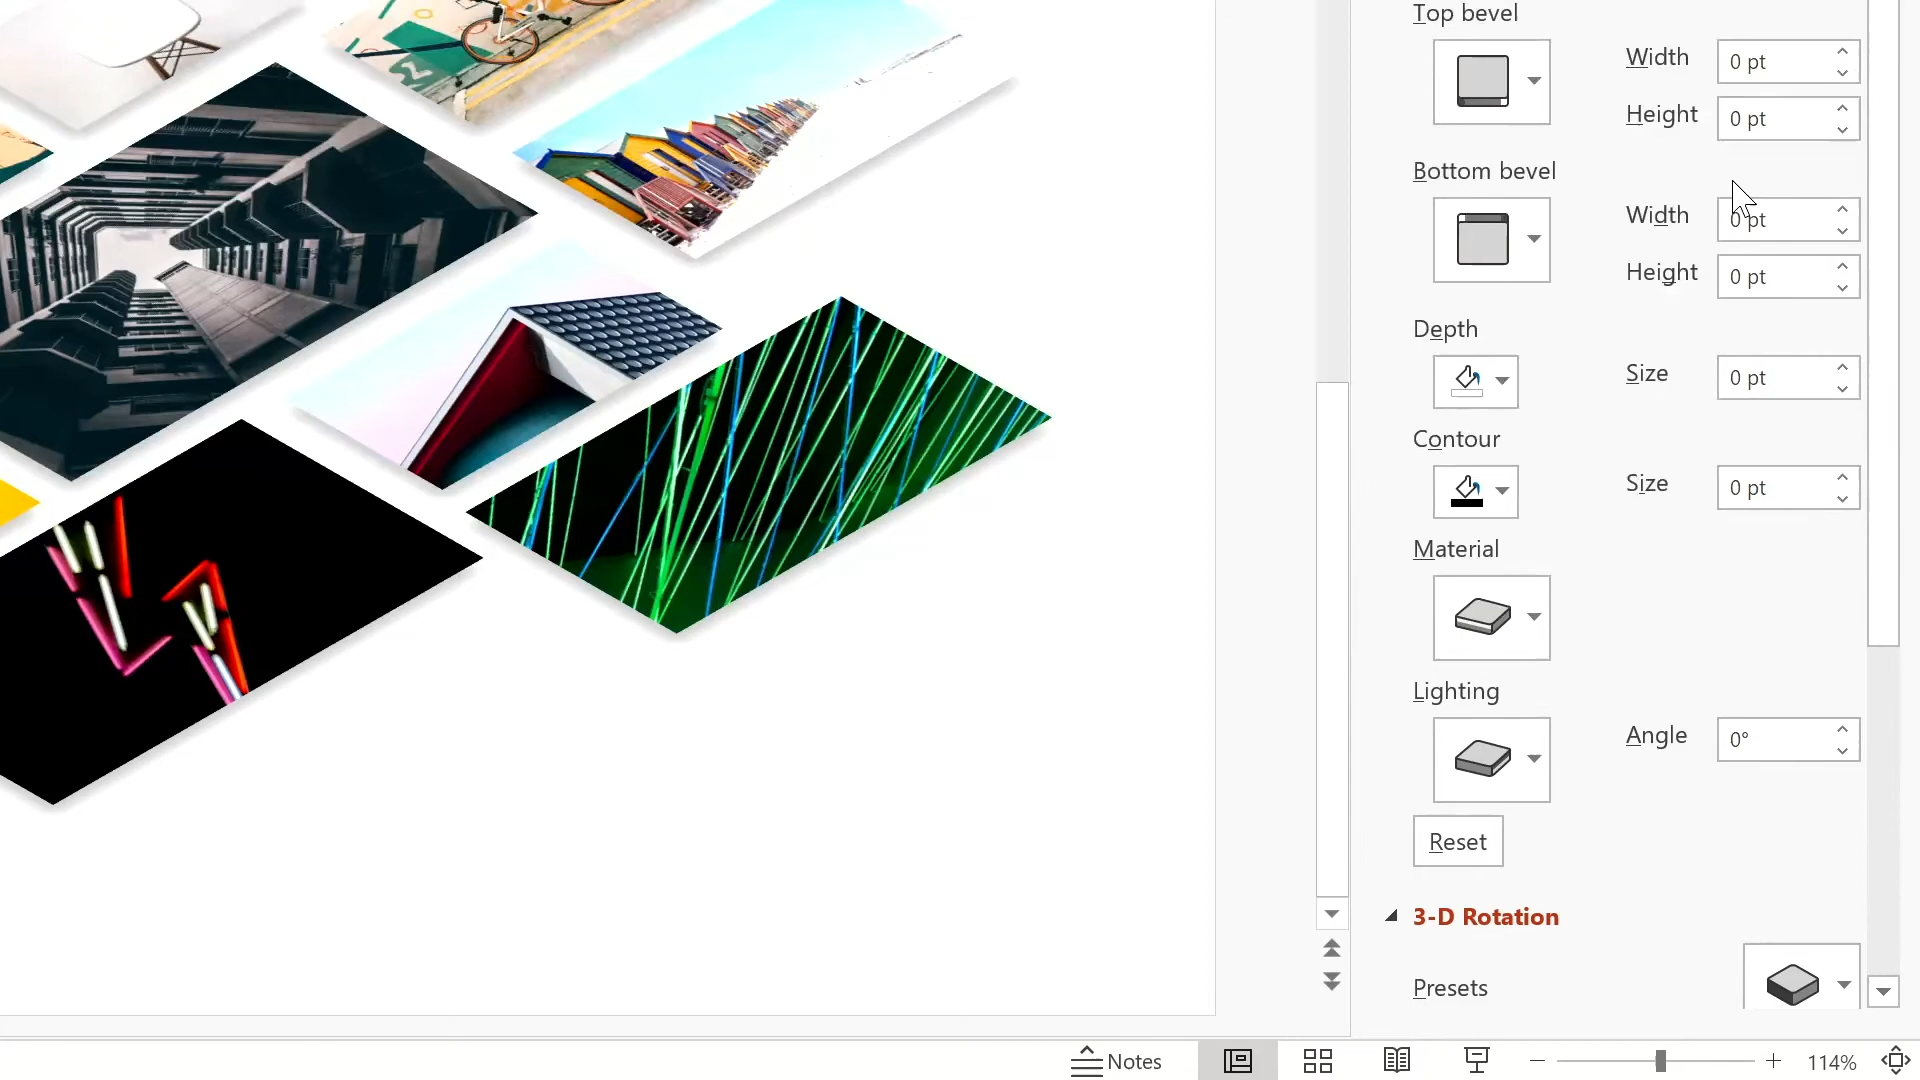 Top bevel
Width 0 pt
Height 0 pt
Bottom bevel
Width 0 pt
Height 0 pt
Depth
Size 0 pt
Contour
Size 0 pt
Material
Lighting
Angle 0°
Reset
3-D Rotation
Presets
Notes
114%